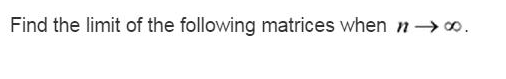 Find the limit of the following matrices when n → ∞.